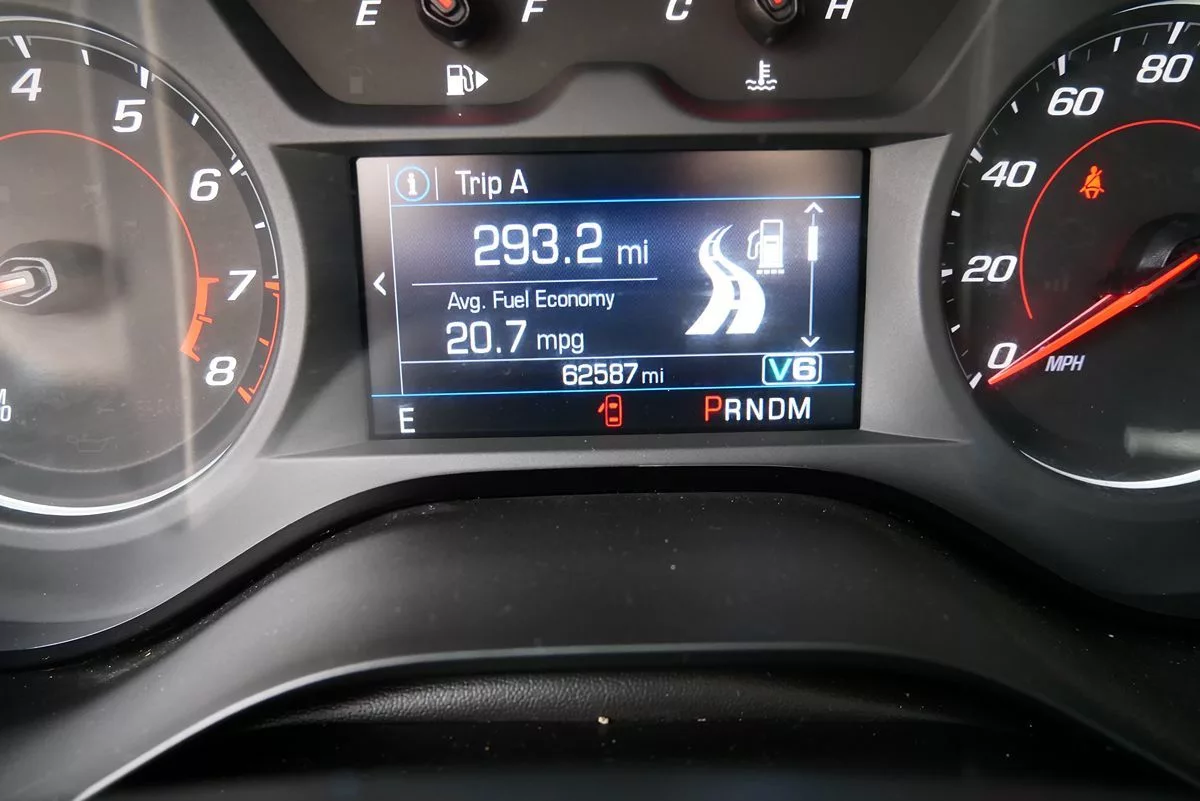 E F C H
4
5
6
7
8
Trip A
293.2 mi
Avg. Fuel Economy
20.7 mpg
62587 mi V6
E PRNDM
80
60
40
20
0
MPH